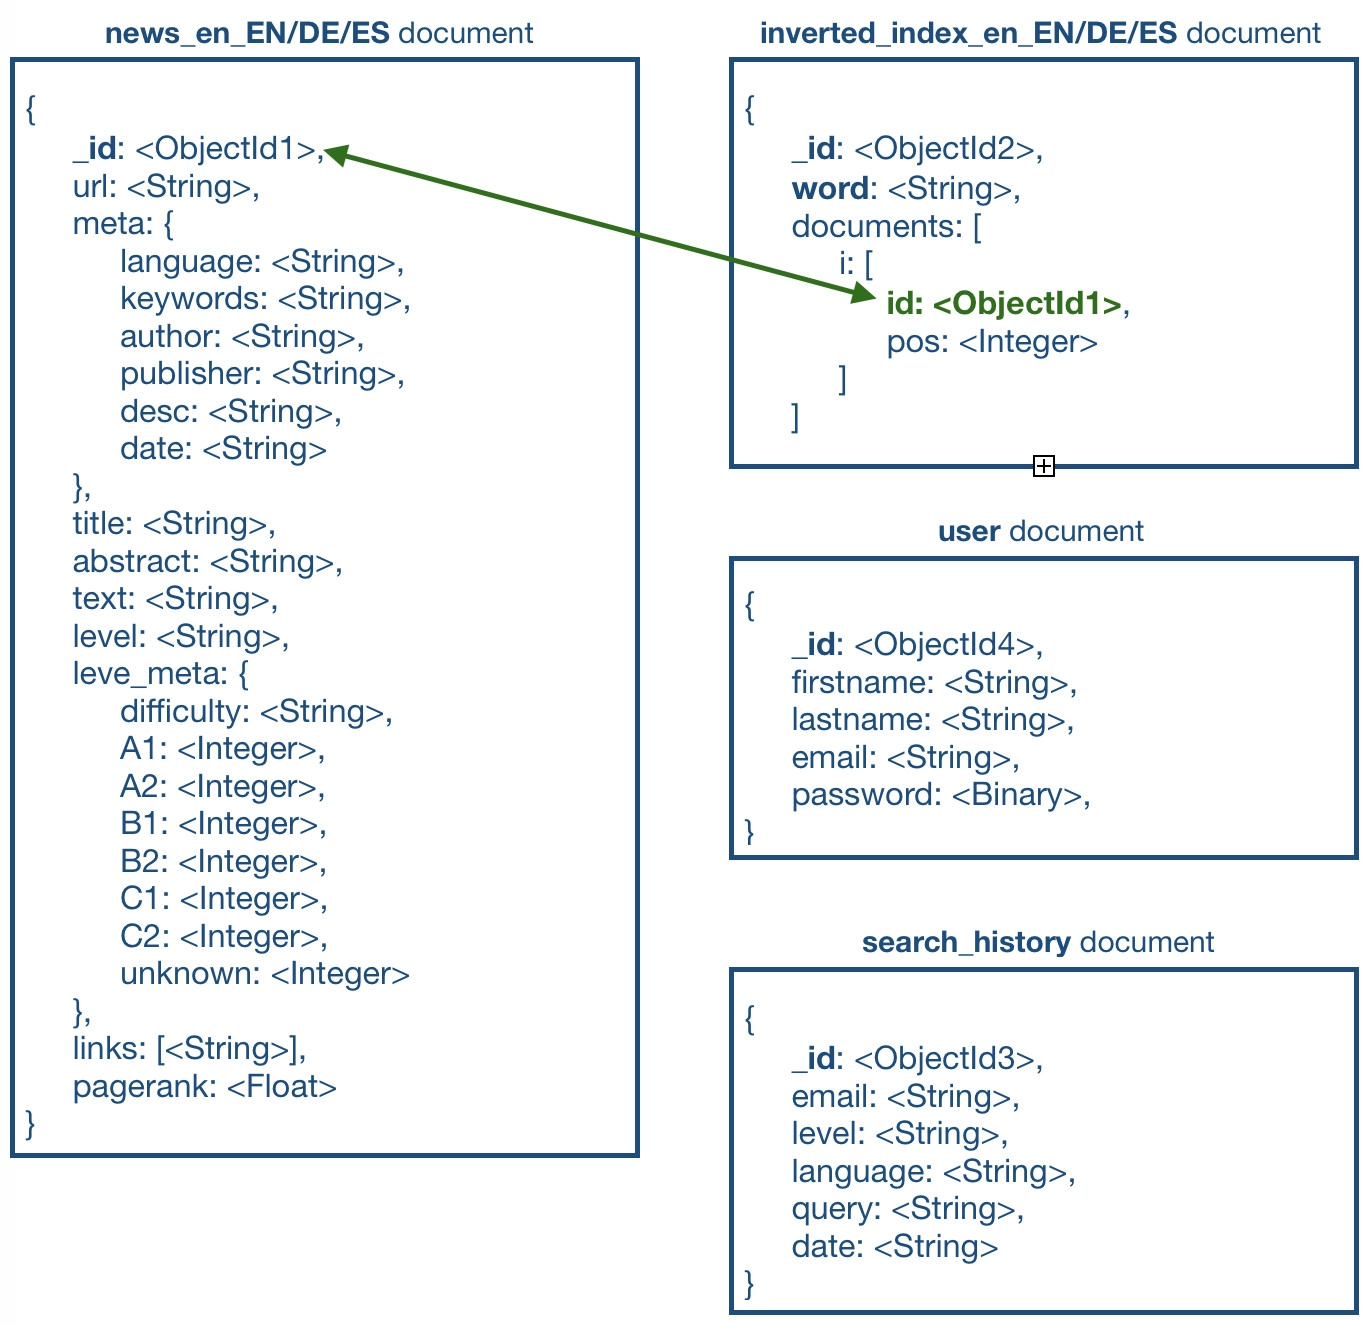 news_en_EN/DE/ES document
{
_id: <ObjectId1>,
url: <String>,
meta: {
language: <String>,
keywords: <String>,
author: <String>,
publisher: <String>,
desc: <String>,
date: <String>
},
title: <String>,
abstract: <String>,
text: <String>,
level: <String>,
leve_meta: {
difficulty: <String>,
A1: <Integer>,
A2: <Integer>,
B1: <Integer>,
B2: <Integer>,
C1: <Integer>,
C2: <Integer>,
unknown: <Integer>
},
links: [<String>],
pagerank: <Float>
}
inverted_index_en_EN/DE/ES document
{
_id: <ObjectId2>,
word: <String>,
documents: [
i: [
id: <ObjectId1>,
pos: <Integer>
]
]
user document
{
_id: <ObjectId4>,
firstname: <String>,
lastname: <String>,
email: <String>,
password: <Binary>,
}
search_history document
{
_id: <ObjectId3>,
email: <String>,
level: <String>,
language: <String>,
query: <String>,
date: <String>
}